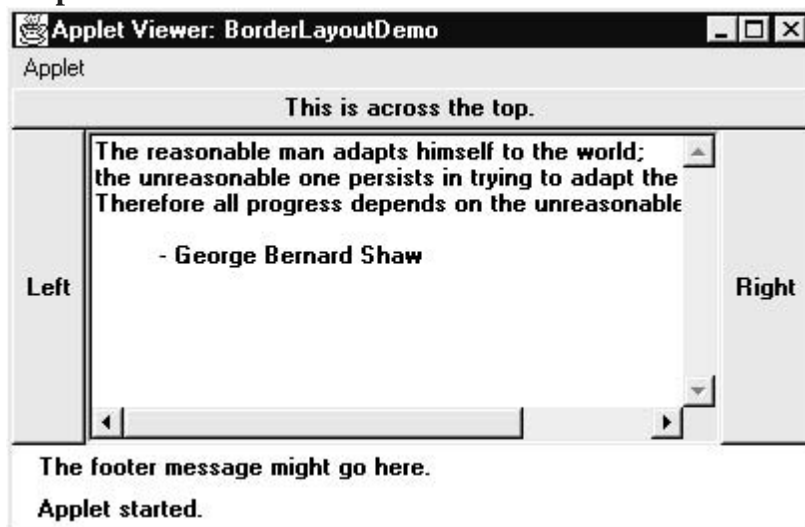 Applet Viewer: BorderLayoutDemo
Applet
This is across the top.
The reasonable man adapts himself to the world;
the unreasonable one persists in trying to adapt the
Therefore all progress depends on the unreasonable
- George Bernard Shaw
Left
Right
The footer message might go here.
Applet started.